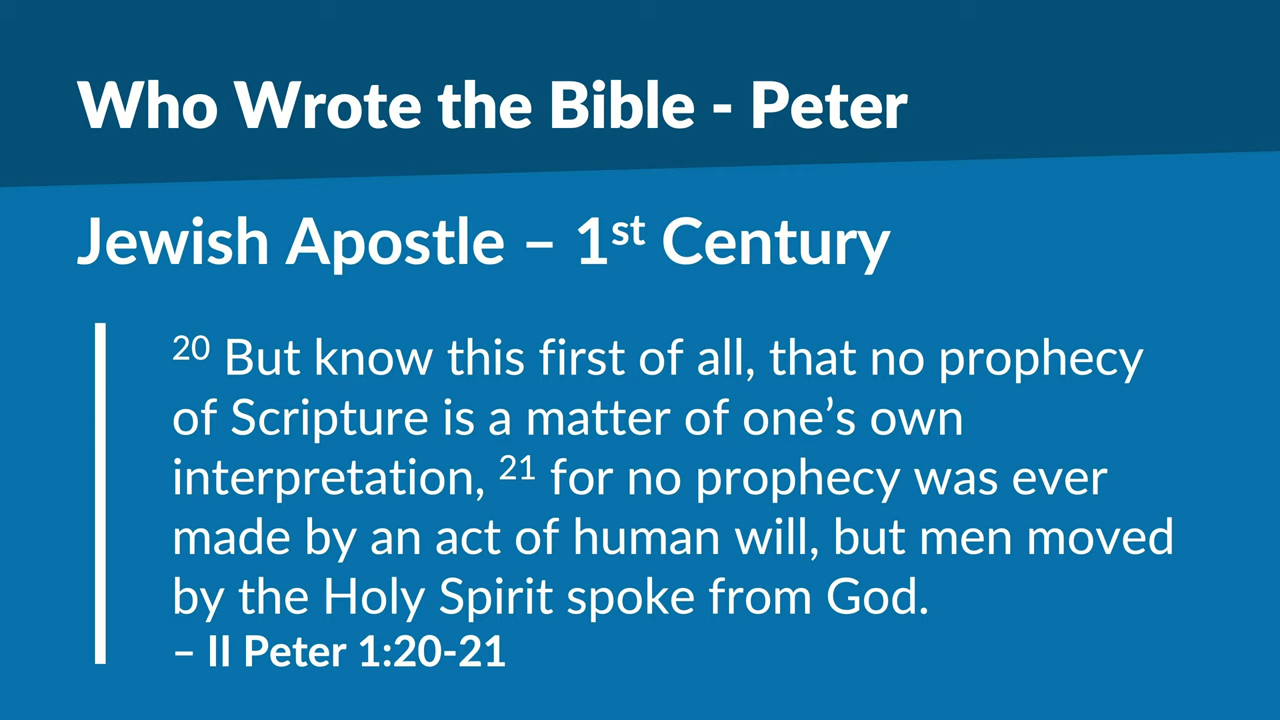 Who Wrote the Bible - Peter
Jewish Apostle – 1st Century
20 But know this first of all, that no prophecy
of Scripture is a matter of one’s own
interpretation, 21 for no prophecy was ever
made by an act of human will, but men moved
by the Holy Spirit spoke from God.
– II Peter 1:20-21